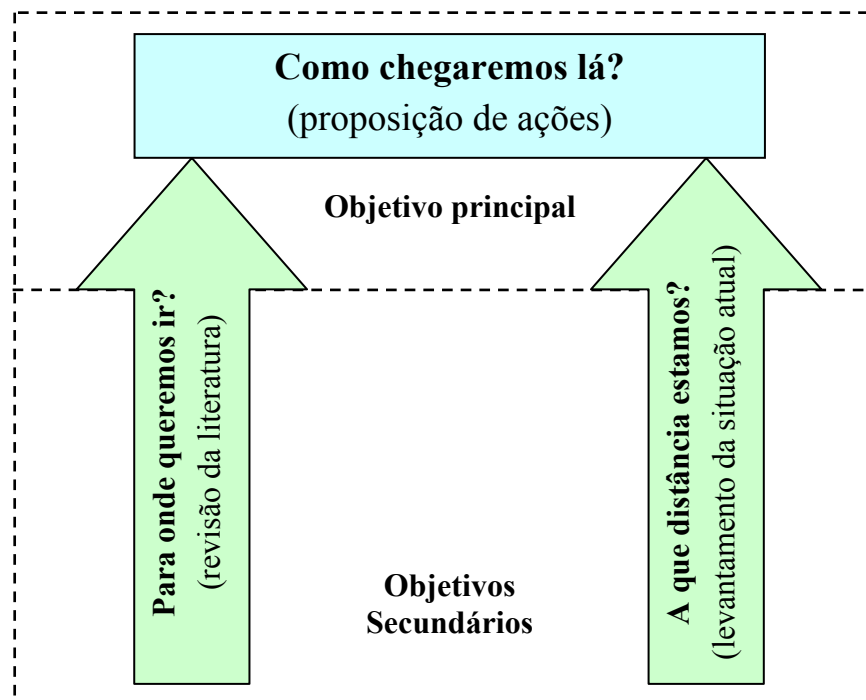 Como chegaremos lá?
(proposição de ações)
Objetivo principal
Para onde queremos ir?
(revisão da literatura)
A que distância estamos?
(levantamento da situação atual)
Objetivos
Secundários